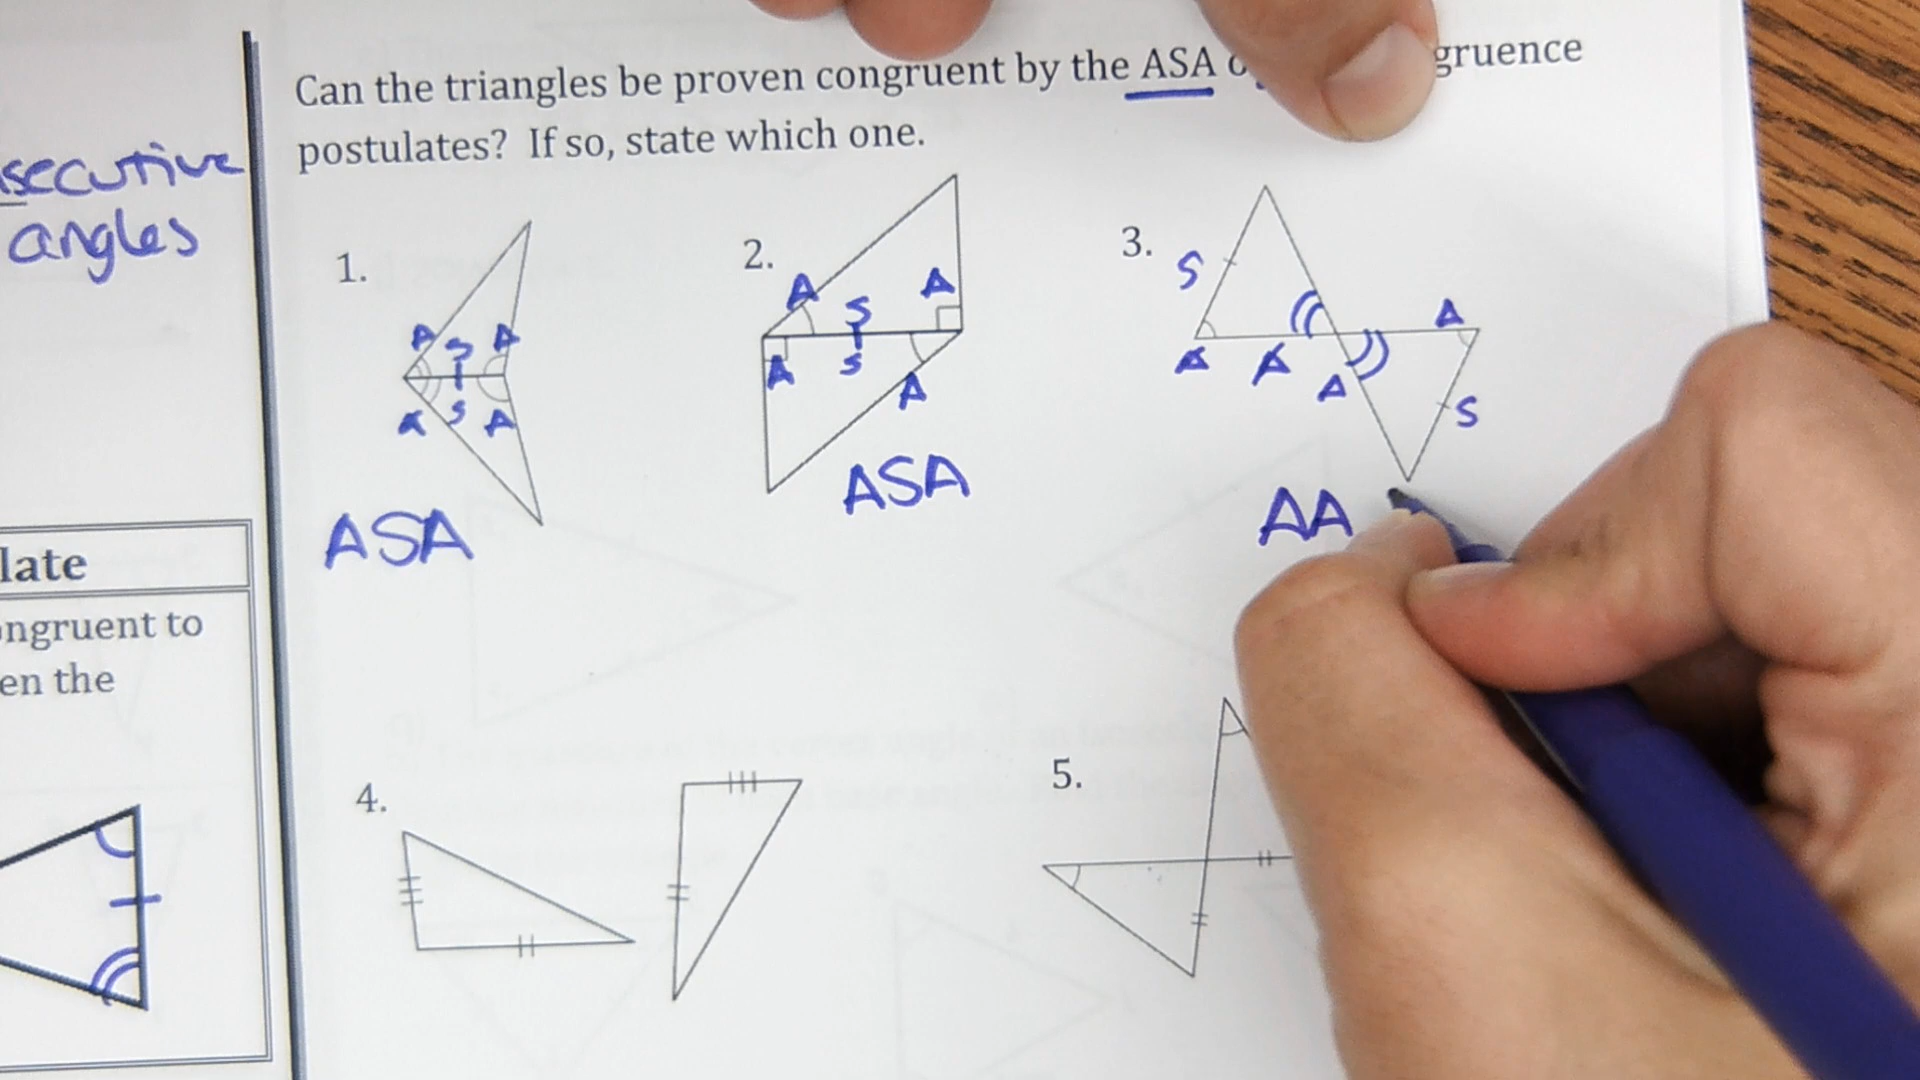 Can the triangles be proven congruent by the ASA gruence
postulates? If so, state which one.
secutive
angles
1.
A S A
A S A
ASA
2.
A S A
A S A
ASA
3.
S
A A A
A S
AA
late
ngruent to
en the
4.
5.